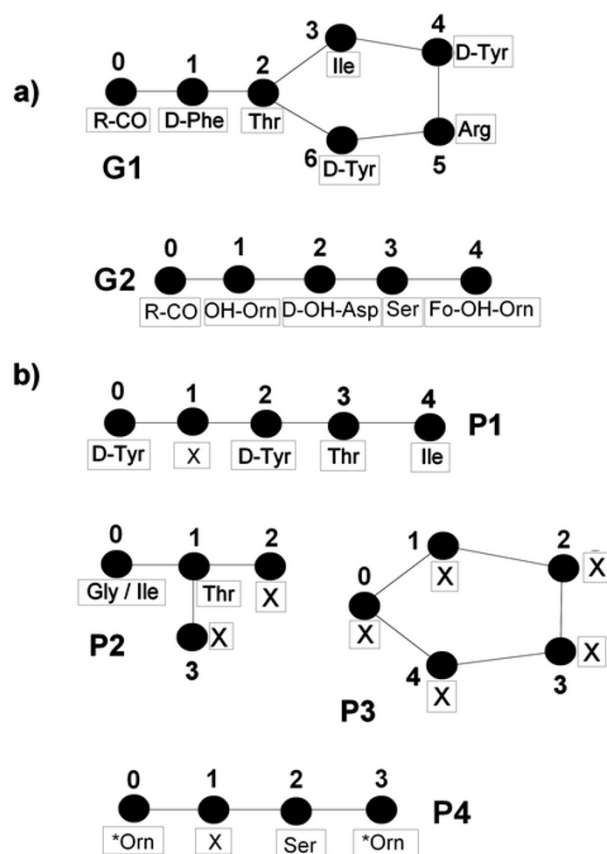 a)
0 1 2 3 4
R-CO D-Phe Thr Ile D-Tyr
G1 6 D-Tyr Arg 5
0 1 2 3 4
G2
R-CO OH-Orn D-OH-Asp Ser Fo-OH-Orn
b)
0 1 2 3 4
P1
D-Tyr X D-Tyr Thr Ile
0 1 2
Gly / Ile Thr X
P2 X
3
1 2
0 X X
X
4 X 3
P3 X
0 1 2 3
P4
*Orn X Ser *Orn